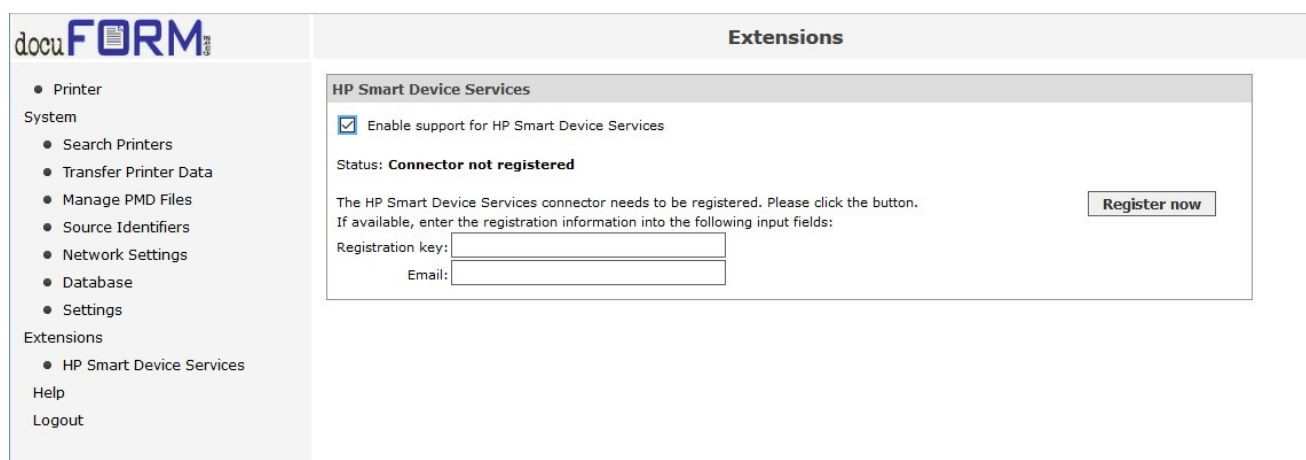 docuFORM GmbH
Extensions
Printer
System
Search Printers
Transfer Printer Data
Manage PMD Files
Source Identifiers
Network Settings
Database
Settings
Extensions
HP Smart Device Services
Help
Logout
HP Smart Device Services
Enable support for HP Smart Device Services
Status: Connector not registered
The HP Smart Device Services connector needs to be registered. Please click the button.
Register now
If available, enter the registration information into the following input fields:
Registration key:
Email: